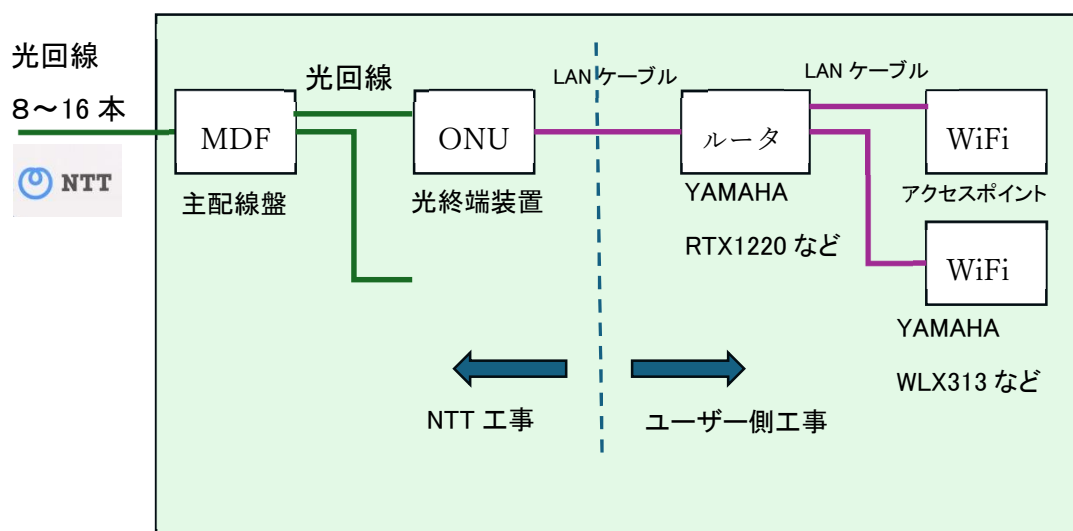 光回線
8～16 本
NTT
MDF
主配線盤
光回線
ONU
光終端装置
LAN ケーブル
ルータ
YAMAHA
RTX1220 など
LAN ケーブル
WiFi
アクセスポイント
WiFi
YAMAHA
WLX313 など
NTT 工事
ユーザー側工事